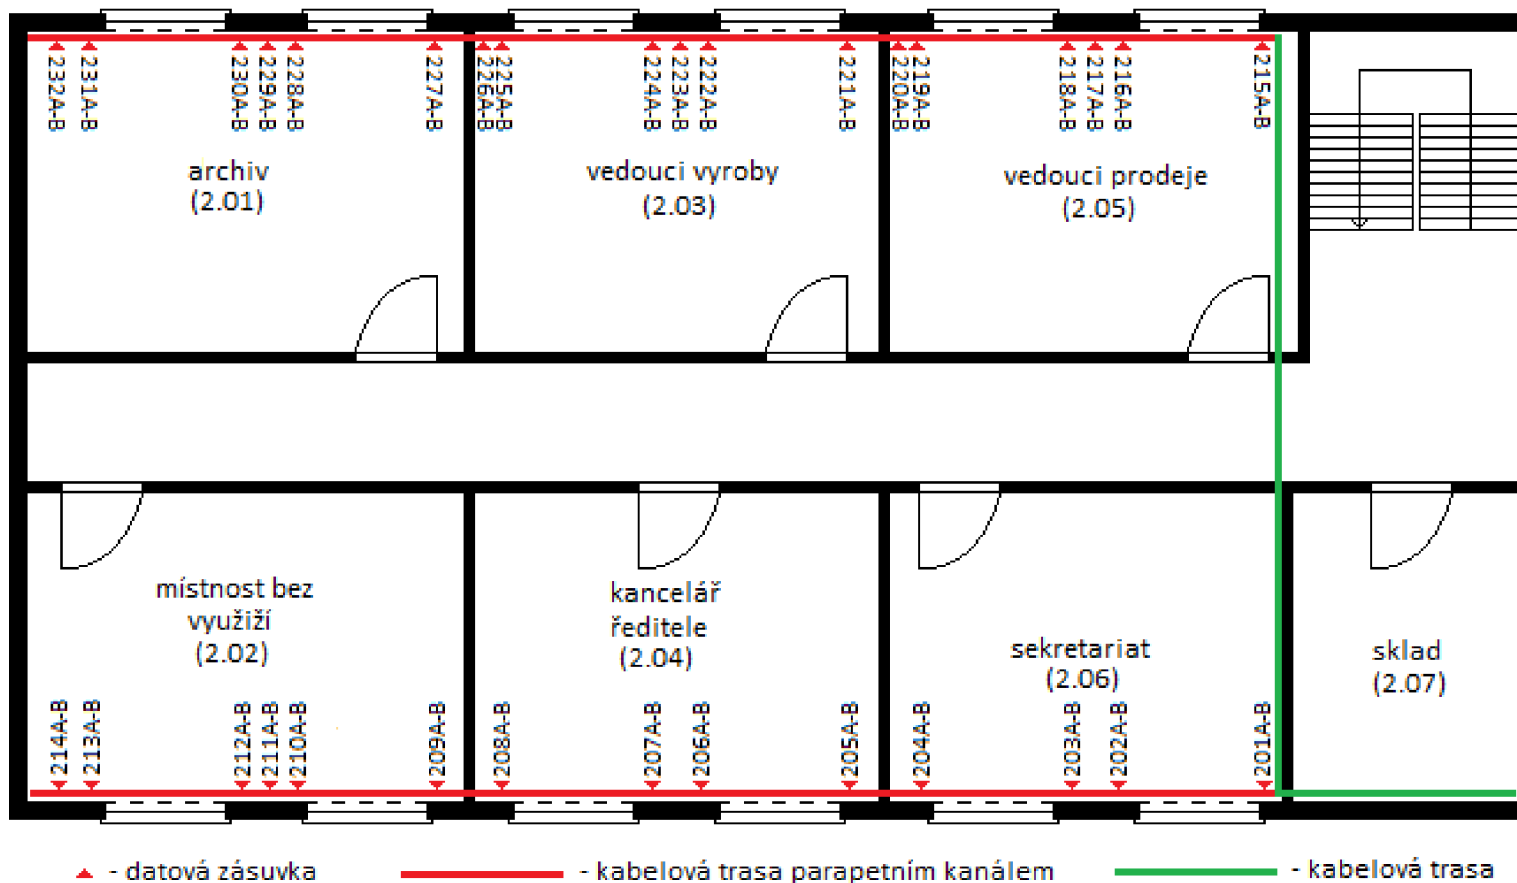 232A-B
231A-B
230A-B
229A-B
228A-B
227A-B
226A-B
225A-B
224A-B
223A-B
222A-B
221A-B
220A-B
219A-B
218A-B
217A-B
216A-B
215A-B
archiv
(2.01)
vedouci vyroby
(2.03)
vedouci prodeje
(2.05)
místnost bez
využiží
(2.02)
kancelář
ředitele
(2.04)
sekretariat
(2.06)
sklad
(2.07)
214A-B
213A-B
212A-B
211A-B
210A-B
209A-B
208A-B
207A-B
206A-B
205A-B
204A-B
203A-B
202A-B
201A-B
- datová zásuvka
- kabelová trasa parapetním kanálem
- kabelová trasa